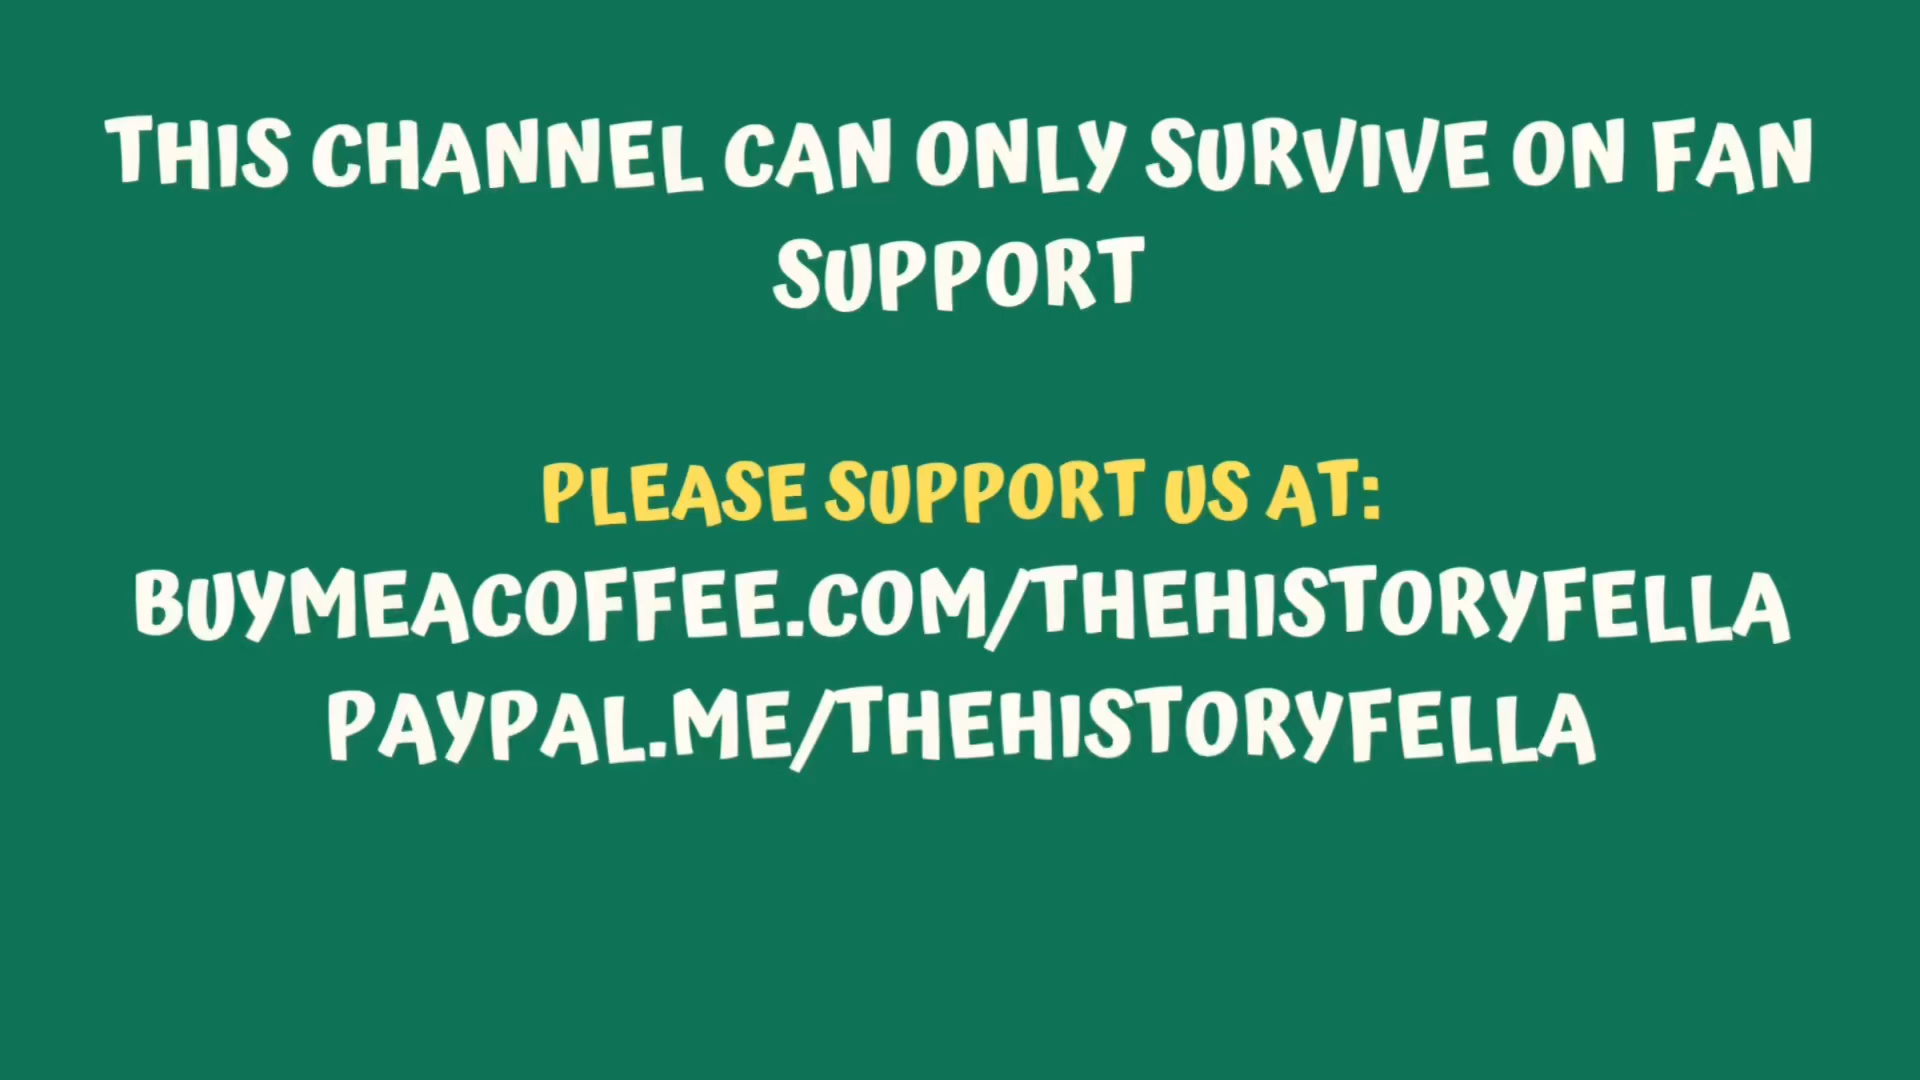 THIS CHANNEL CAN ONLY SURVIVE ON FAN
SUPPORT
PLEASE SUPPORT US AT:
BUYMEACOFFEE.COM/THEHISTORYFELLA
PAYPAL.ME/THEHISTORYFELLA